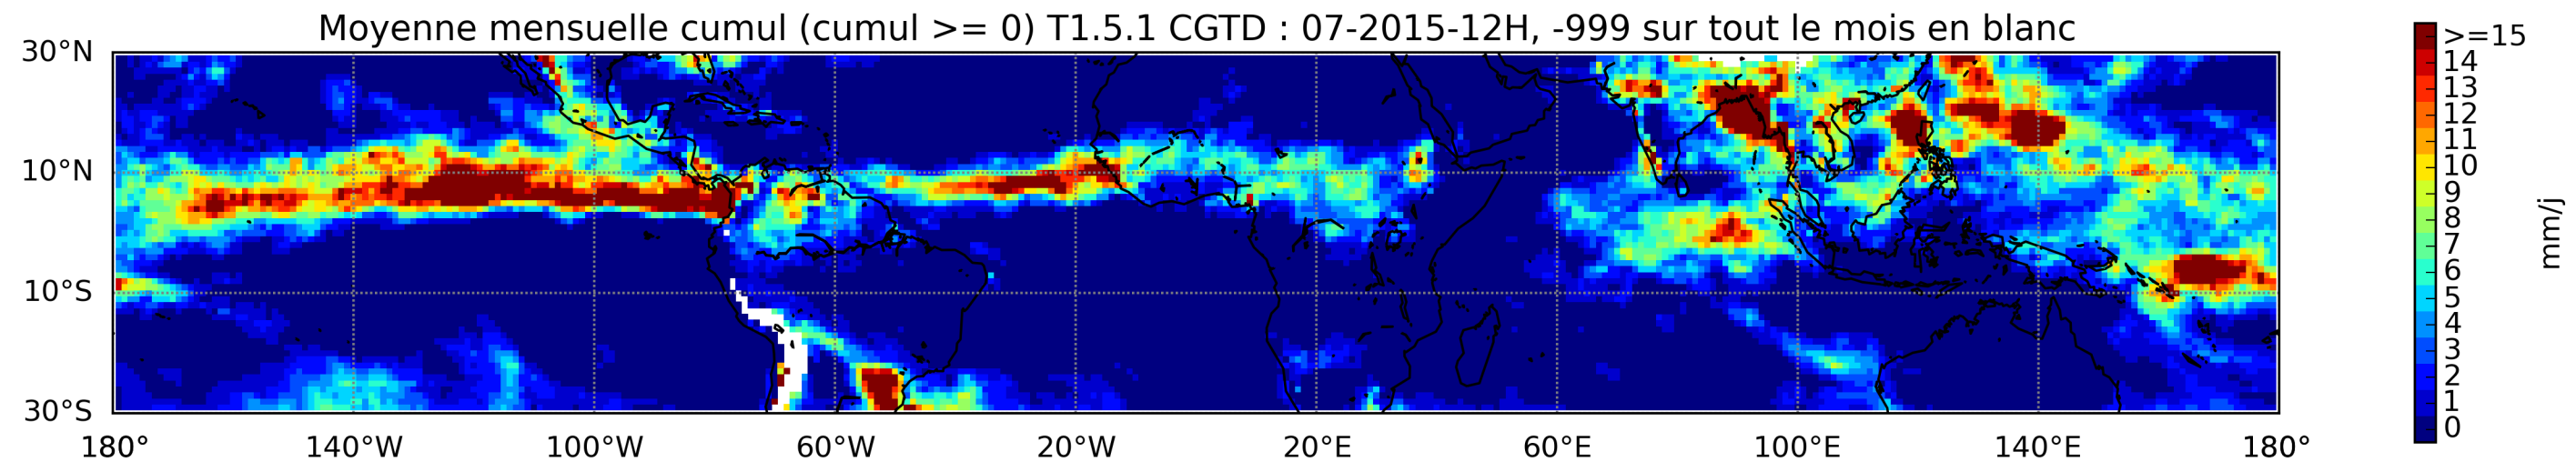 Moyenne mensuelle cumul (cumul >= 0) T1.5.1 CGTD : 07-2015-12H, -999 sur tout le mois en blanc
30°N
10°N
10°S
30°S
180° 140°W 100°W 60°W 20°W 20°E 60°E 100°E 140°E 180°
>=15
14
13
12
11
10
9
8
7
6
5
4
3
2
1
0
mm/j